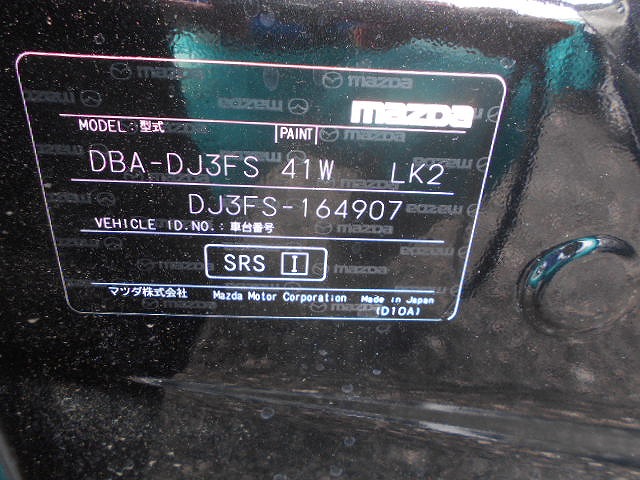 mazda
MODEL:型式 PAINT
DBA-DJ3FS 41W LK2
DJ3FS-164907
VEHICLE ID.NO.:車台番号
SRS I
マツダ株式会社 Mazda Motor Corporation Made in Japan
(D10A)